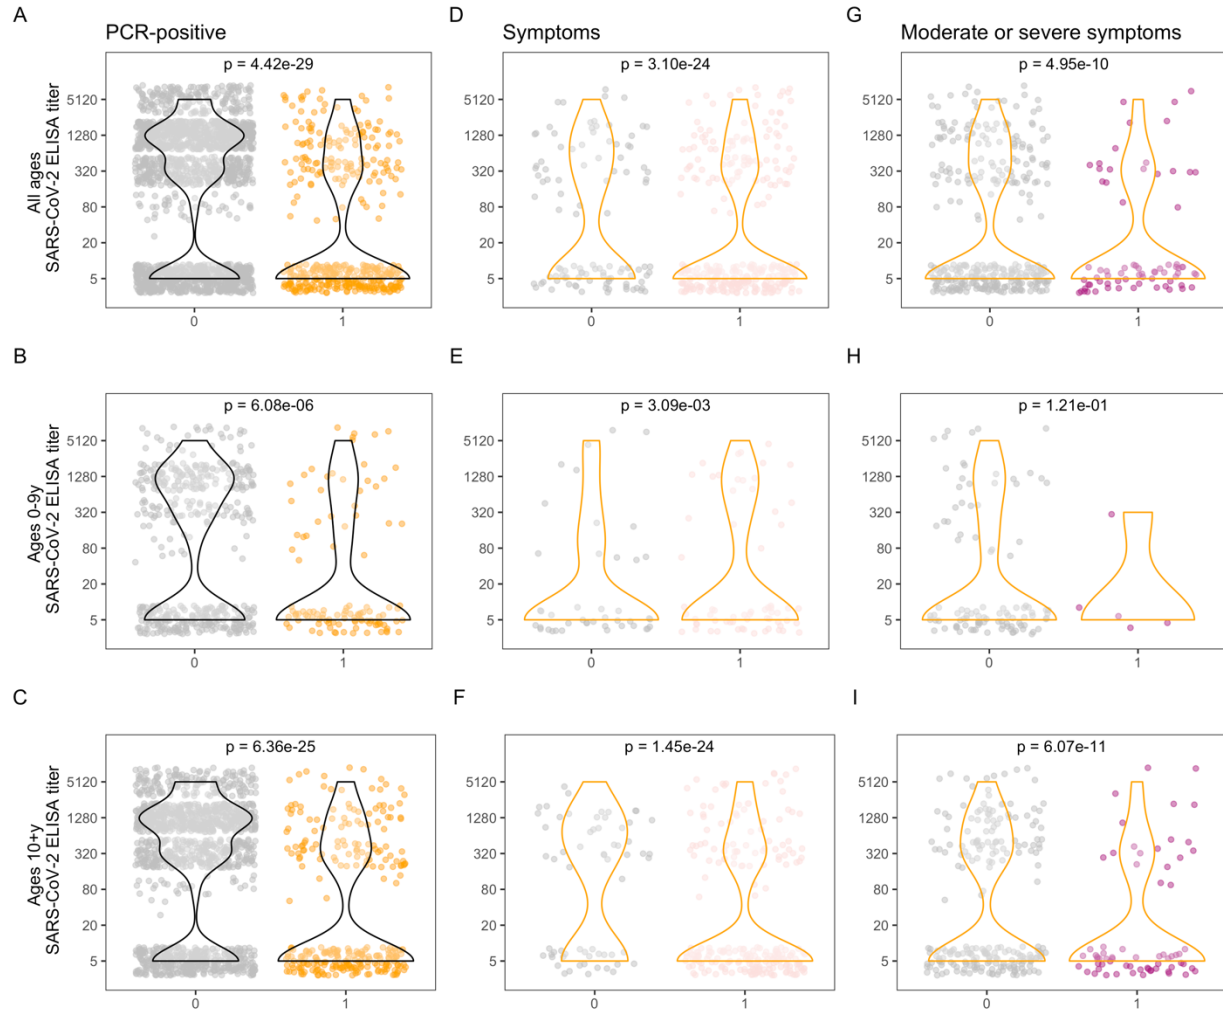 A
D
G
PCR-positive
Symptoms
Moderate or severe symptoms
All ages
SARS-CoV-2 ELISA titer
p = 4.42e-29
p = 3.10e-24
p = 4.95e-10
5120
1280
320
80
20
5
0
1
5120
1280
320
80
20
5
0
1
5120
1280
320
80
20
5
0
1
B
E
H
Ages 0-9y
SARS-CoV-2 ELISA titer
p = 6.08e-06
p = 3.09e-03
p = 1.21e-01
5120
1280
320
80
20
5
0
1
5120
1280
320
80
20
5
0
1
5120
1280
320
80
20
5
0
1
C
F
I
Ages 10+y
SARS-CoV-2 ELISA titer
p = 6.36e-25
p = 1.45e-24
p = 6.07e-11
5120
1280
320
80
20
5
0
1
5120
1280
320
80
20
5
0
1
5120
1280
320
80
20
5
0
1